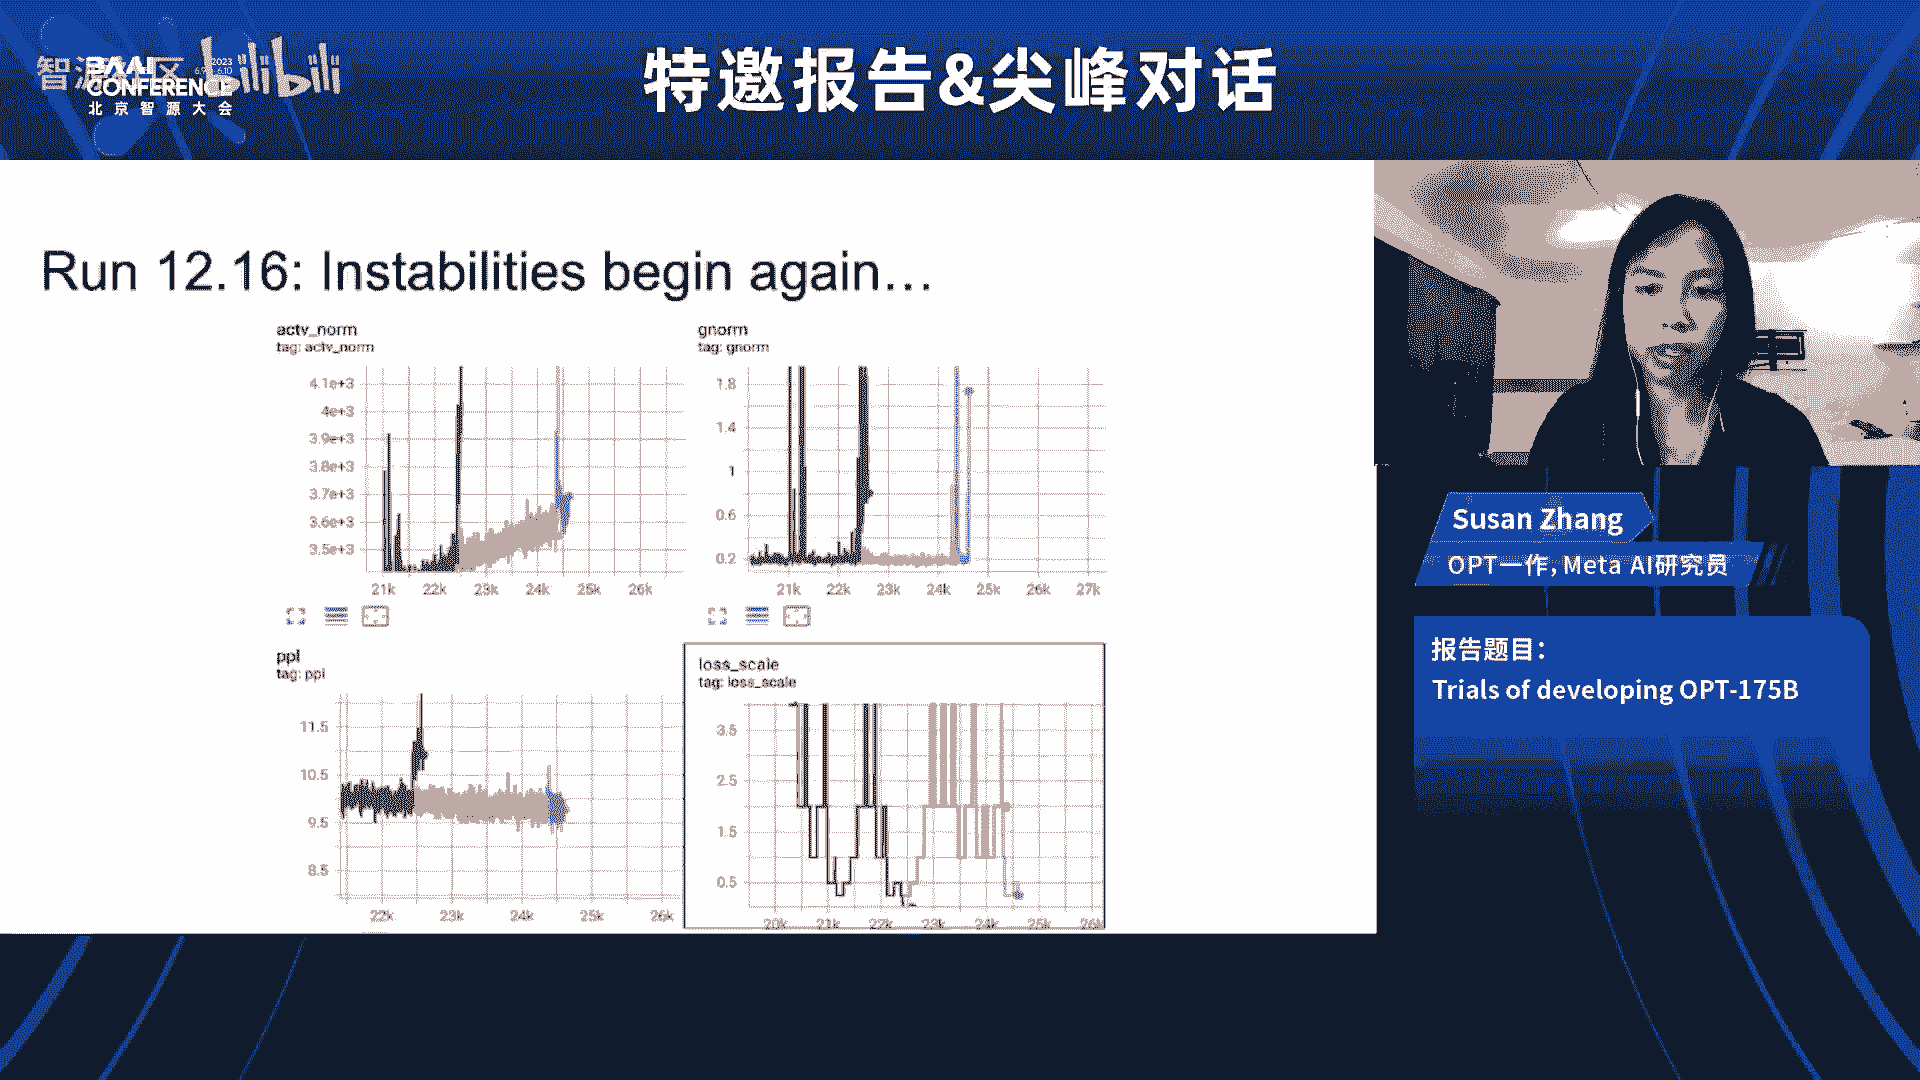 智源社区 bilibili
BAAI 2023
CONFERENCE 6.9-6.10
北京智源大会
特邀报告&尖峰对话
Run 12.16: Instabilities begin again…
actv_norm
tag: actv_norm
4.1e+3
4e+3
3.9e+3
3.8e+3
3.7e+3
3.6e+3
3.5e+3
21k 22k 23k 24k 25k 26k
gnorm
tag: gnorm
1.8
1.4
1
0.6
0.2
21k 22k 23k 24k 25k 26k 27k
ppl
tag: ppl
11.5
10.5
9.5
8.5
22k 23k 24k 25k 26k
loss_scale
tag: loss_scale
3.5
2.5
1.5
0.5
20k 21k 22k 23k 24k 25k 26k
Susan Zhang
OPT一作, Meta AI研究员
报告题目：
Trials of developing OPT-175B